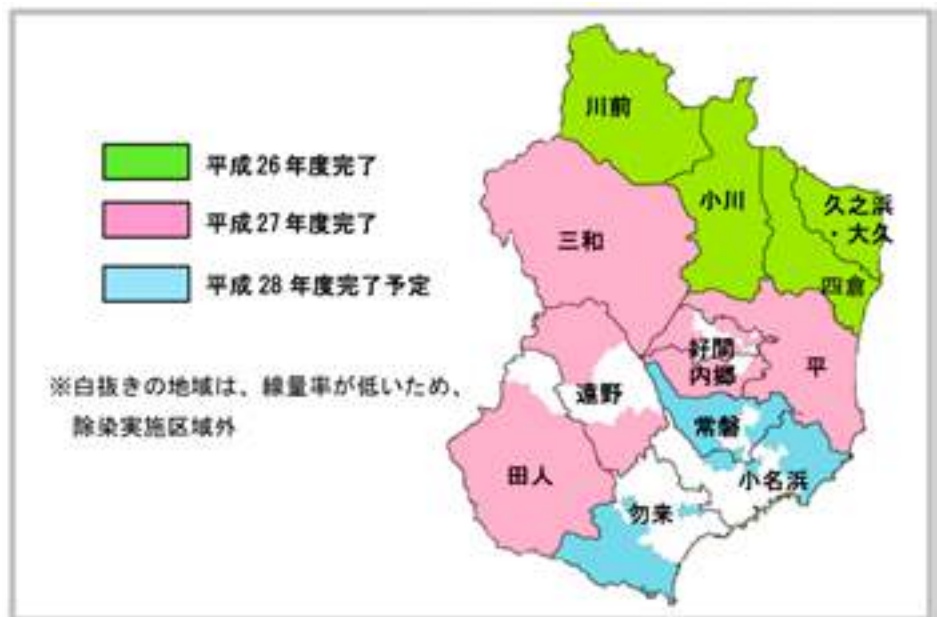 平成26年度完了
平成27年度完了
平成28年度完了予定
※白抜きの地域は、線量率が低いため、
除染実施区域外
川前
小川
久之浜
・大久
四倉
三和
好間
内郷
平
遠野
常磐
小名浜
田人
勿来